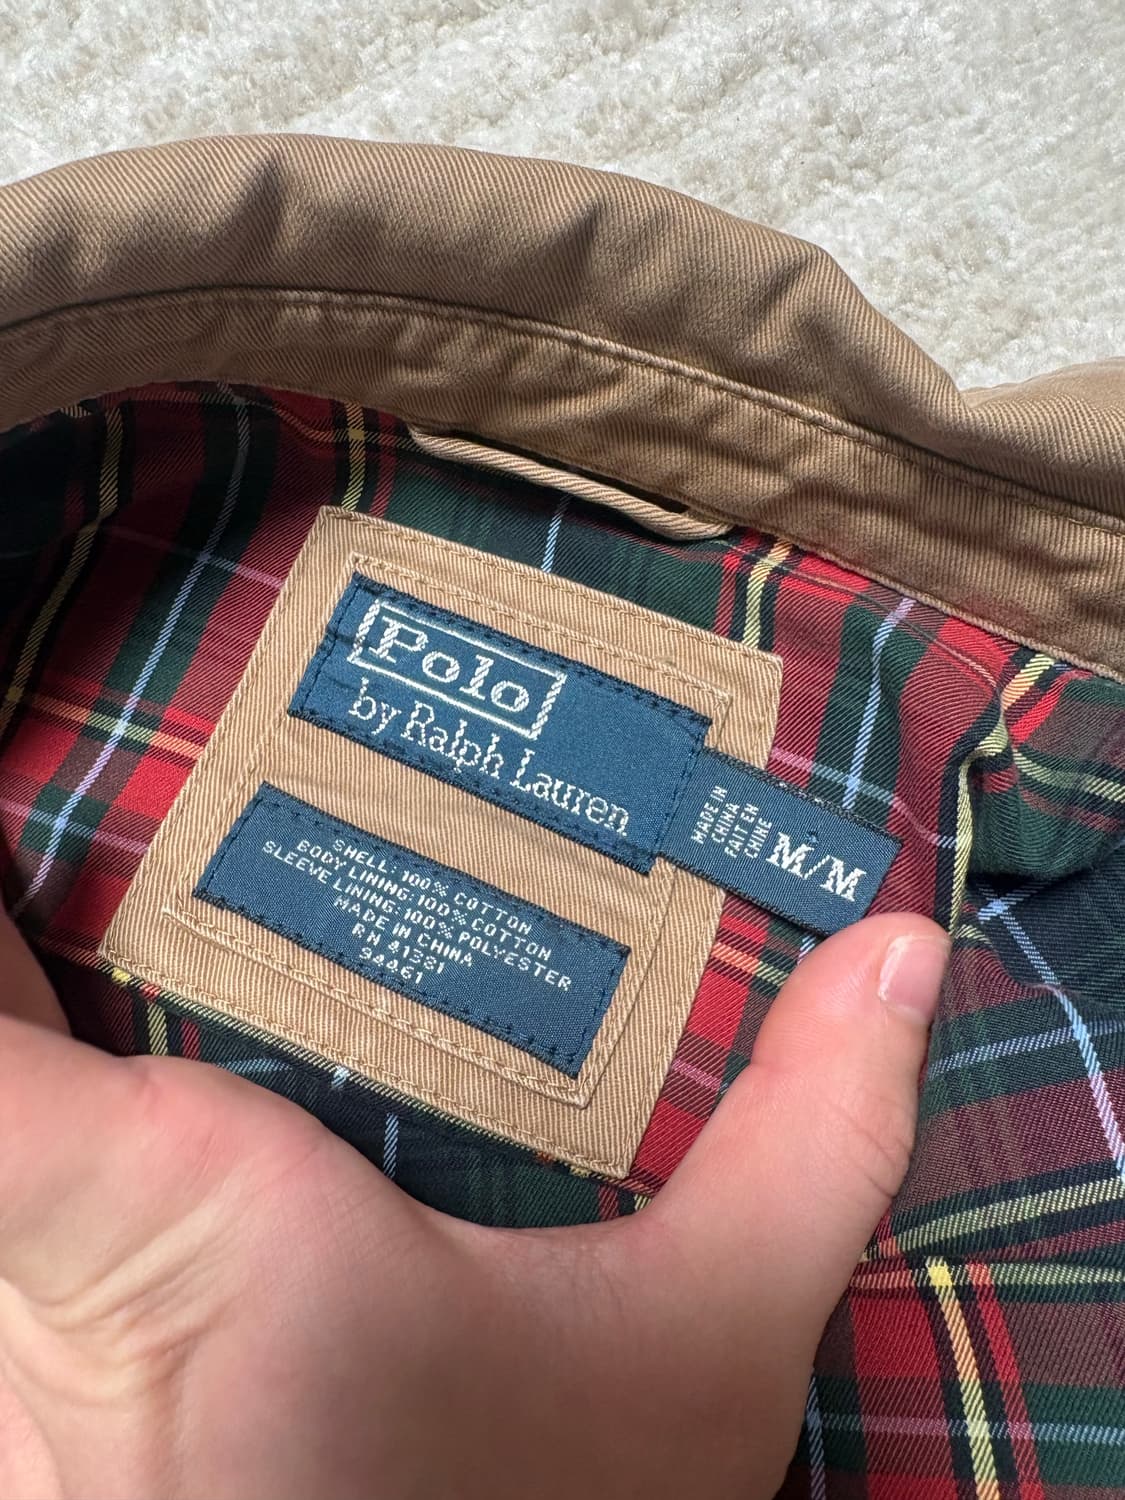 Polo
by Ralph Lauren
MADE IN
CHINA
FAIT EN
CHINE
M/M
SHELL: 100% COTTON
BODY LINING: 100% COTTON
SLEEVE LINING: 100% POLYESTER
MADE IN CHINA
RN 41381
94461